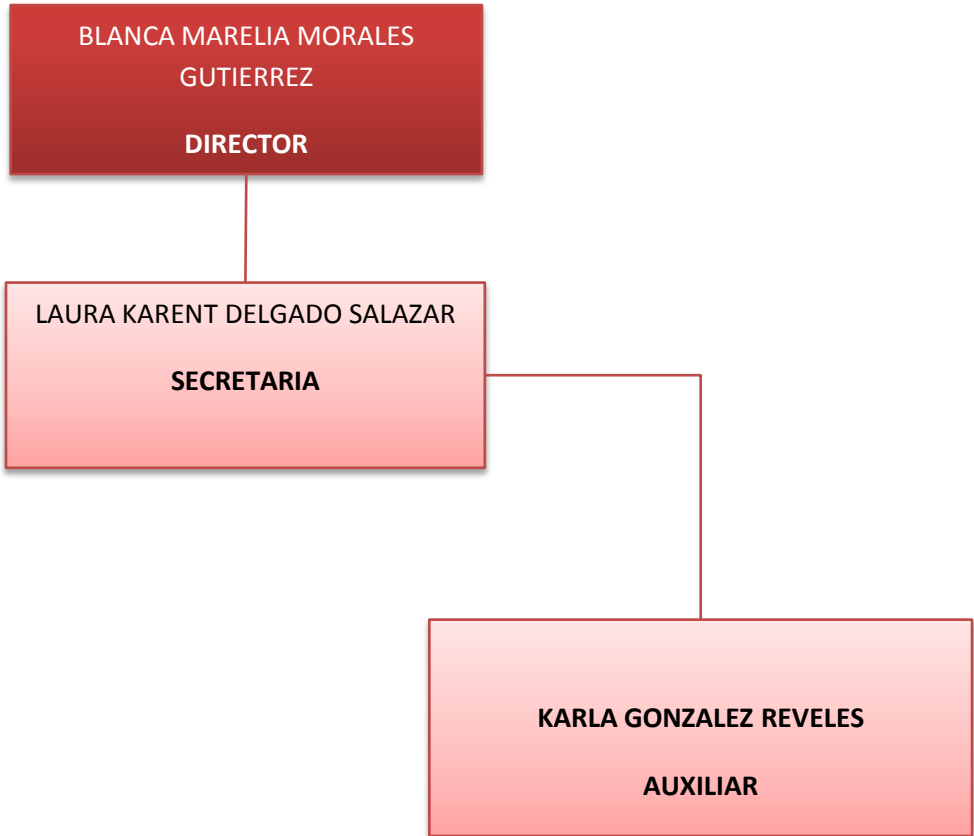 BLANCA MARELIA MORALES
GUTIERREZ
DIRECTOR
LAURA KARENT DELGADO SALAZAR
SECRETARIA
KARLA GONZALEZ REVELES
AUXILIAR